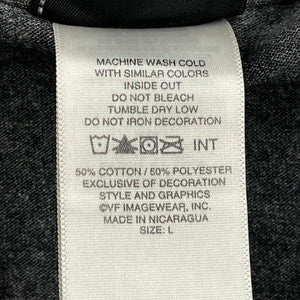 MACHINE WASH COLD
WITH SIMILAR COLORS
INSIDE OUT
DO NOT BLEACH
TUMBLE DRY LOW
DO NOT IRON DECORATION
INT
50% COTTON / 50% POLYESTER
EXCLUSIVE OF DECORATION
STYLE AND GRAPHICS
©VF IMAGEWEAR, INC.
MADE IN NICARAGUA
SIZE: L